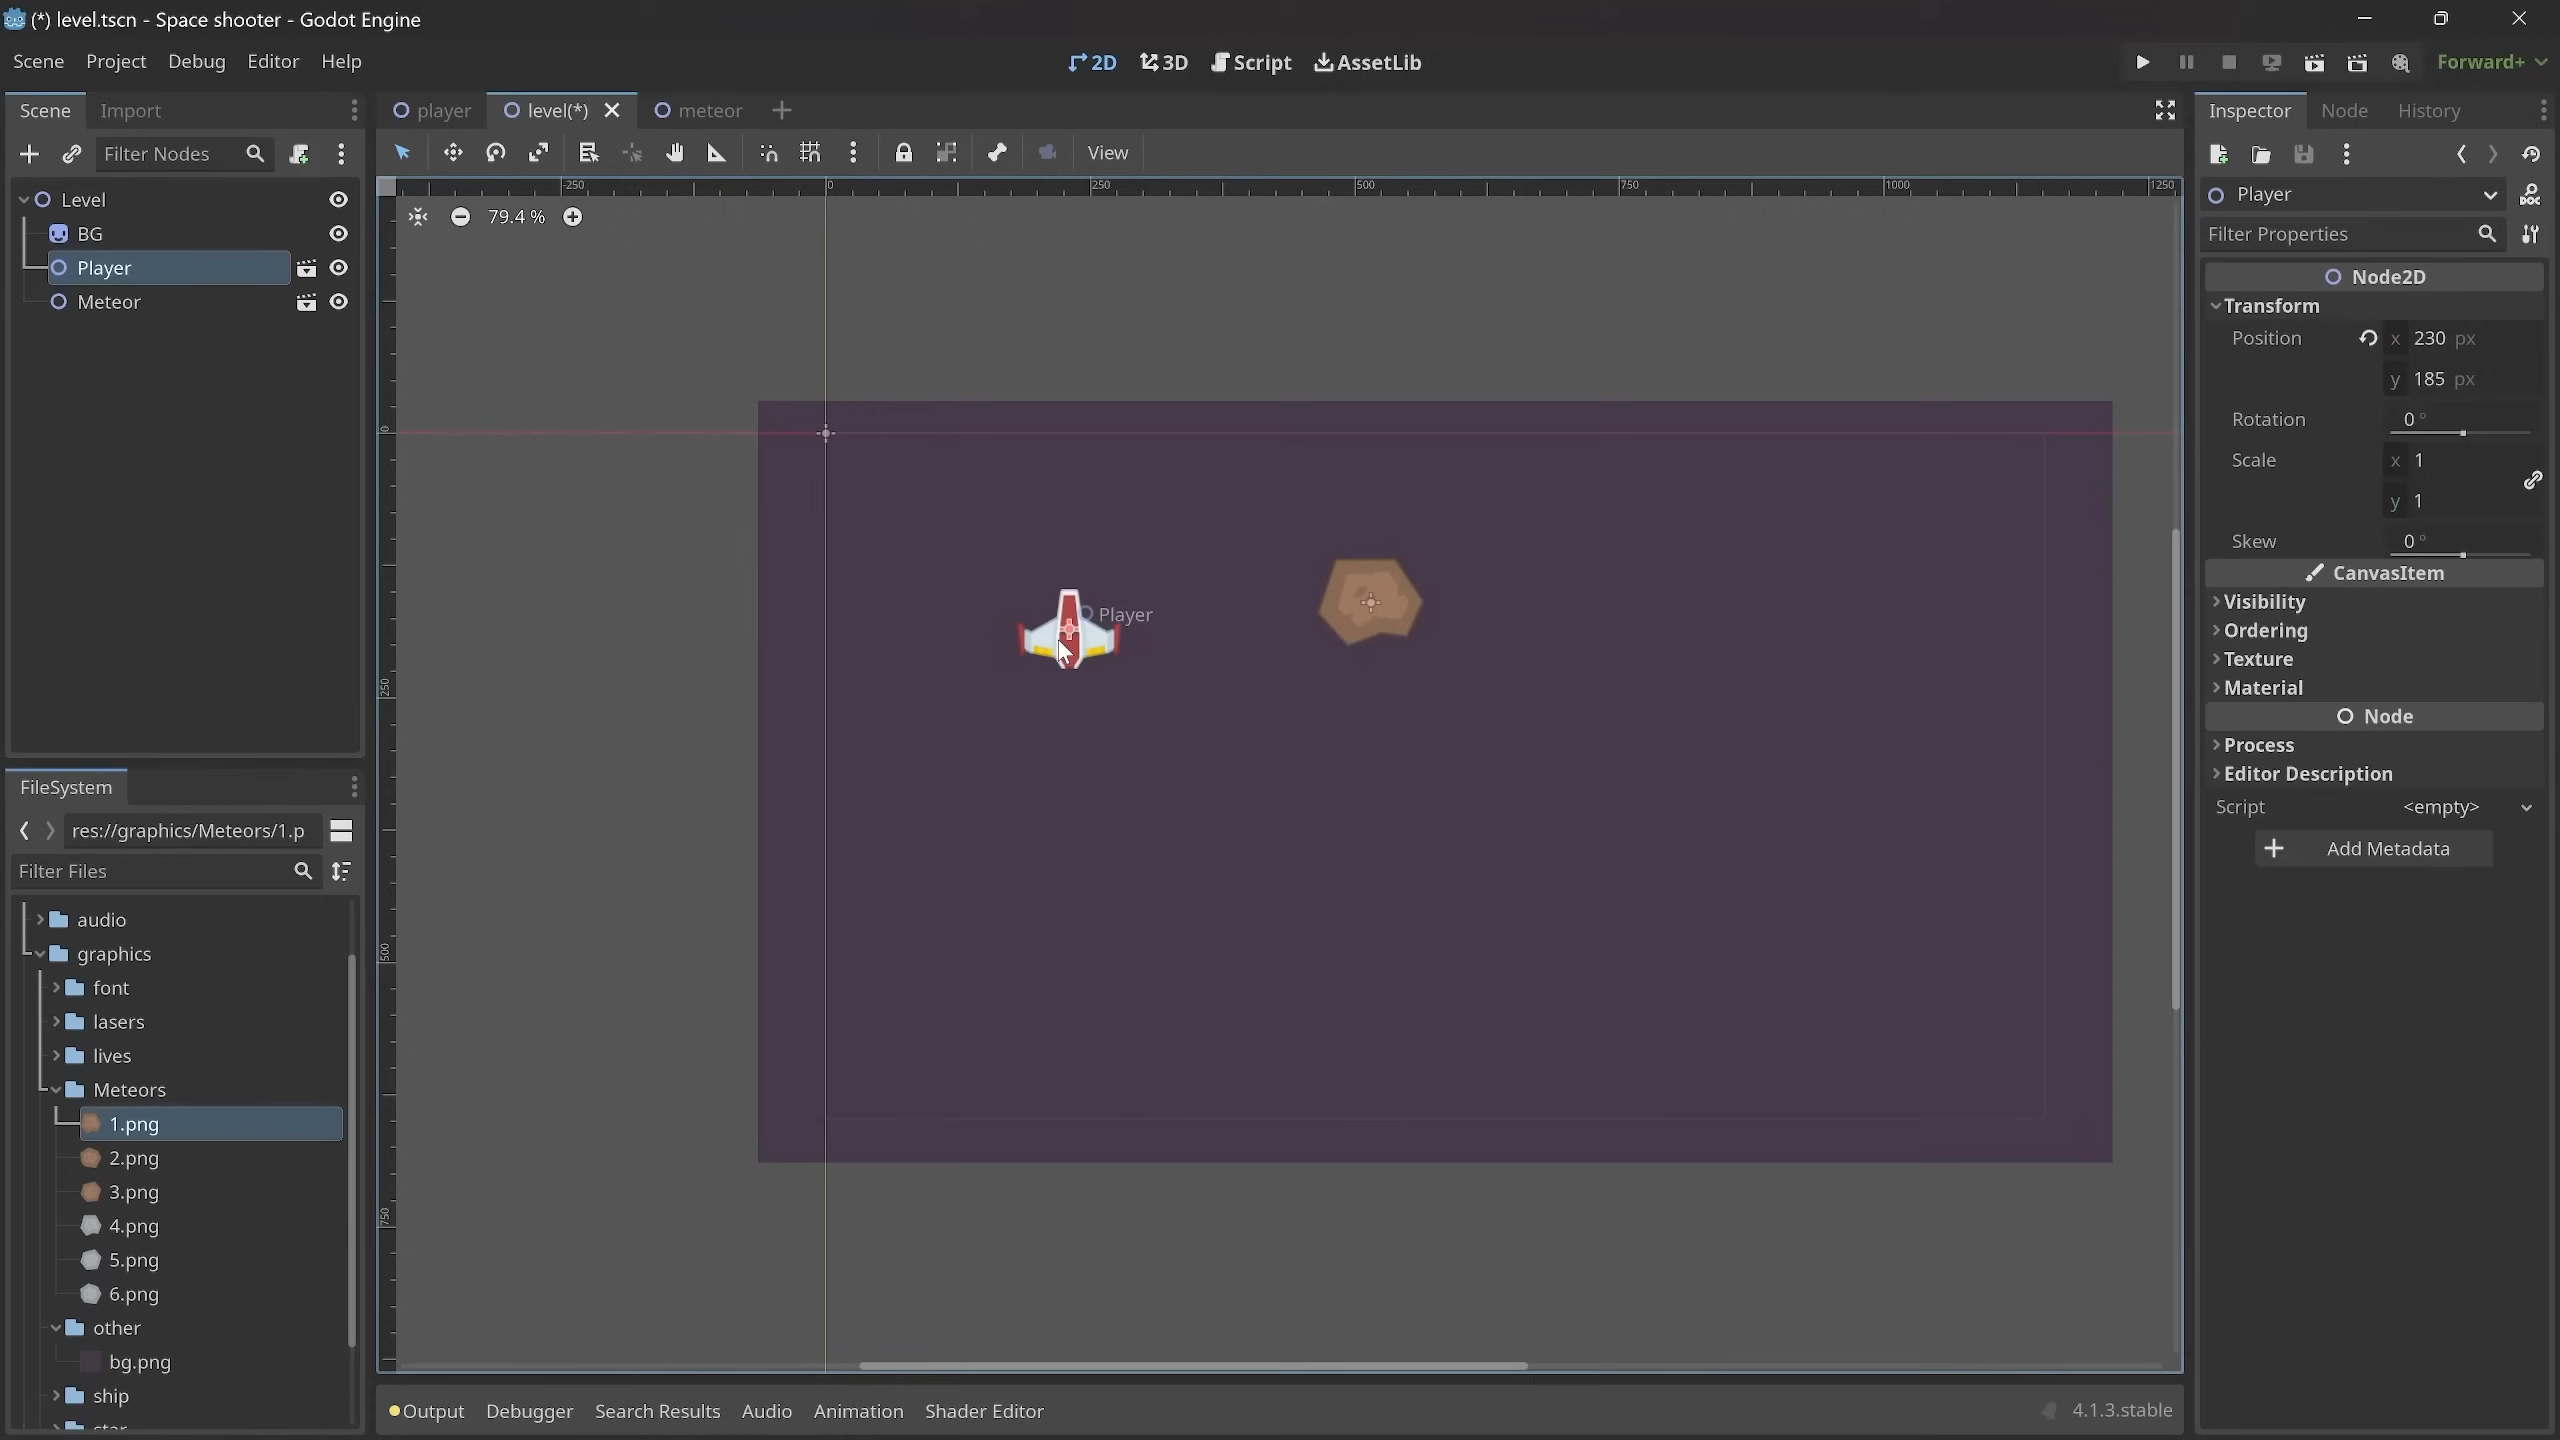 (*) level.tscn - Space shooter - Godot Engine
Scene Project Debug Editor Help
2D 3D Script AssetLib
Forward+
Scene Import
player level(*) meteor
Inspector Node History
Filter Nodes
View
Level
BG
Player
Meteor
-250 0 250 500 750 1000 1250
79.4 %
Player
0
250
500
750
Player
Filter Properties
Node2D
Transform
Position x 230 px
y 185 px
Rotation 0 °
Scale x 1
y 1
Skew 0 °
CanvasItem
Visibility
Ordering
Texture
Material
Node
Process
Editor Description
Script <empty>
Add Metadata
FileSystem
res://graphics/Meteors/1.p
Filter Files
audio
graphics
font
lasers
lives
Meteors
1.png
2.png
3.png
4.png
5.png
6.png
other
bg.png
ship
star
Output Debugger Search Results Audio Animation Shader Editor
4.1.3.stable